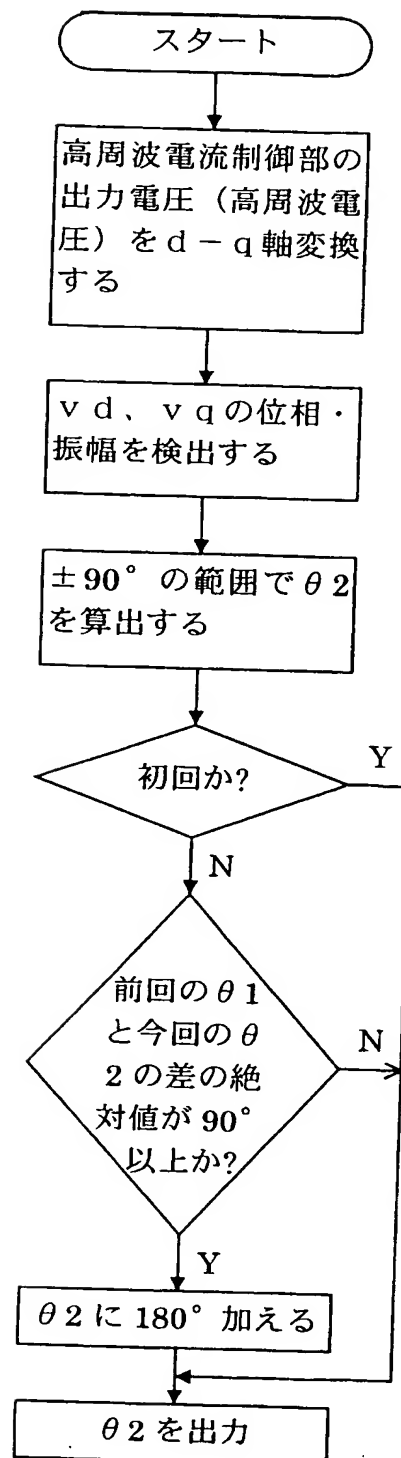 スタート
高周波電流制御部の
出力電圧（高周波電
圧）をd－q軸変換
する
vd、vqの位相・
振幅を検出する
±90°の範囲でθ2
を算出する
初回か?
Y
N
前回のθ1
と今回のθ
2の差の絶
対値が90°
以上か?
N
Y
θ2に180°加える
θ2を出力